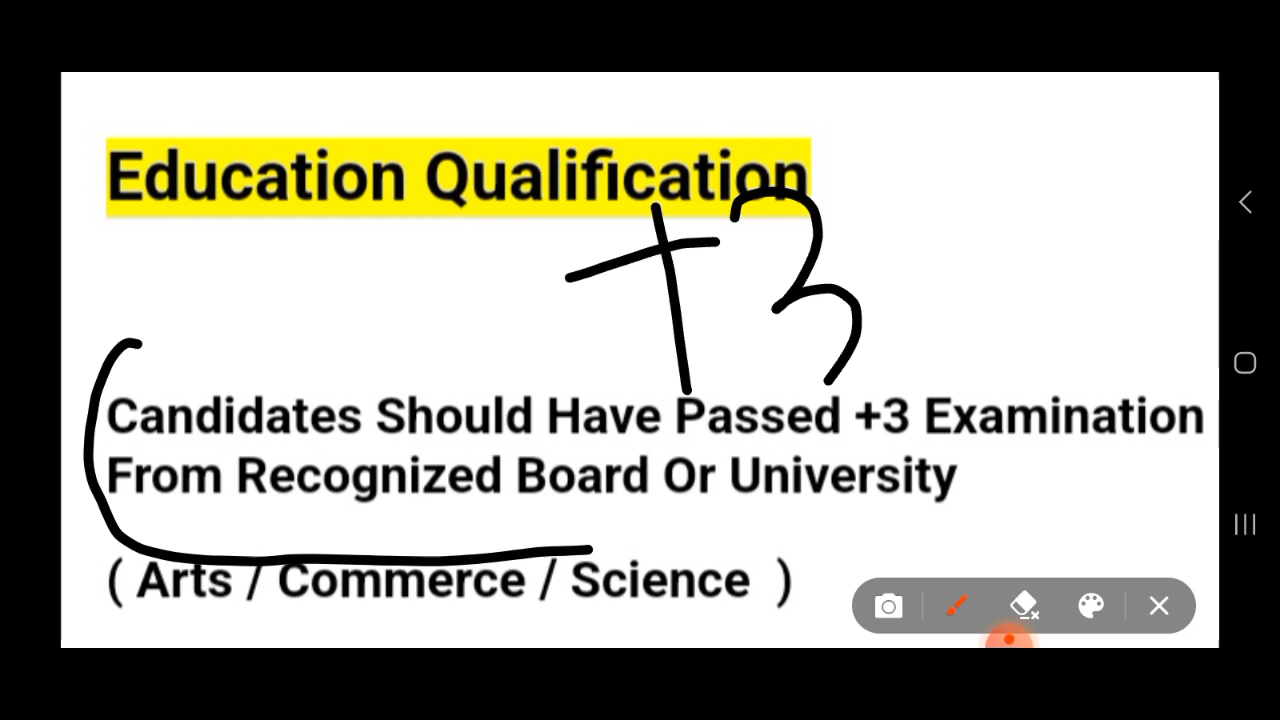 Education Qualification
+3
Candidates Should Have Passed +3 Examination
From Recognized Board Or University
( Arts / Commerce / Science )